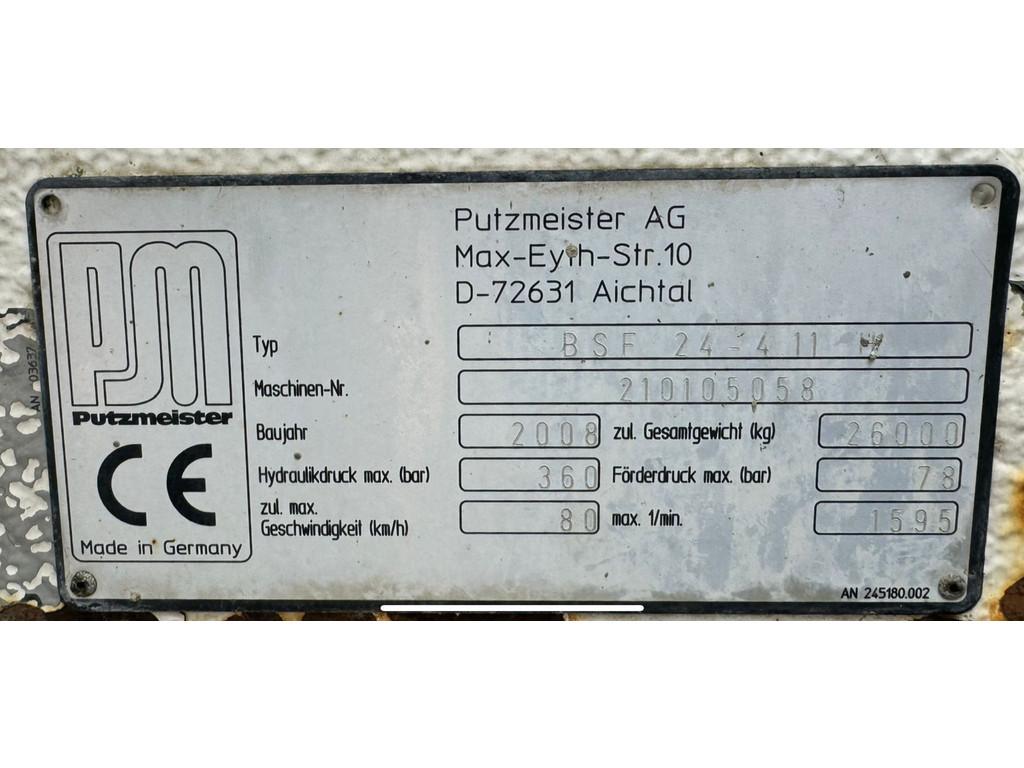 PM
Putzmeister
CE
Made in Germany
AN 03637
Putzmeister AG
Max-Eyth-Str.10
D-72631 Aichtal
Typ BSF 24-4 11
Maschinen-Nr. 210105058
Baujahr 2008 zul. Gesamtgewicht (kg) 26000
Hydraulikdruck max. (bar) 360 Förderdruck max. (bar) 78
zul. max.
Geschwindigkeit (km/h) 80 max. 1/min. 1595
AN 245180.002